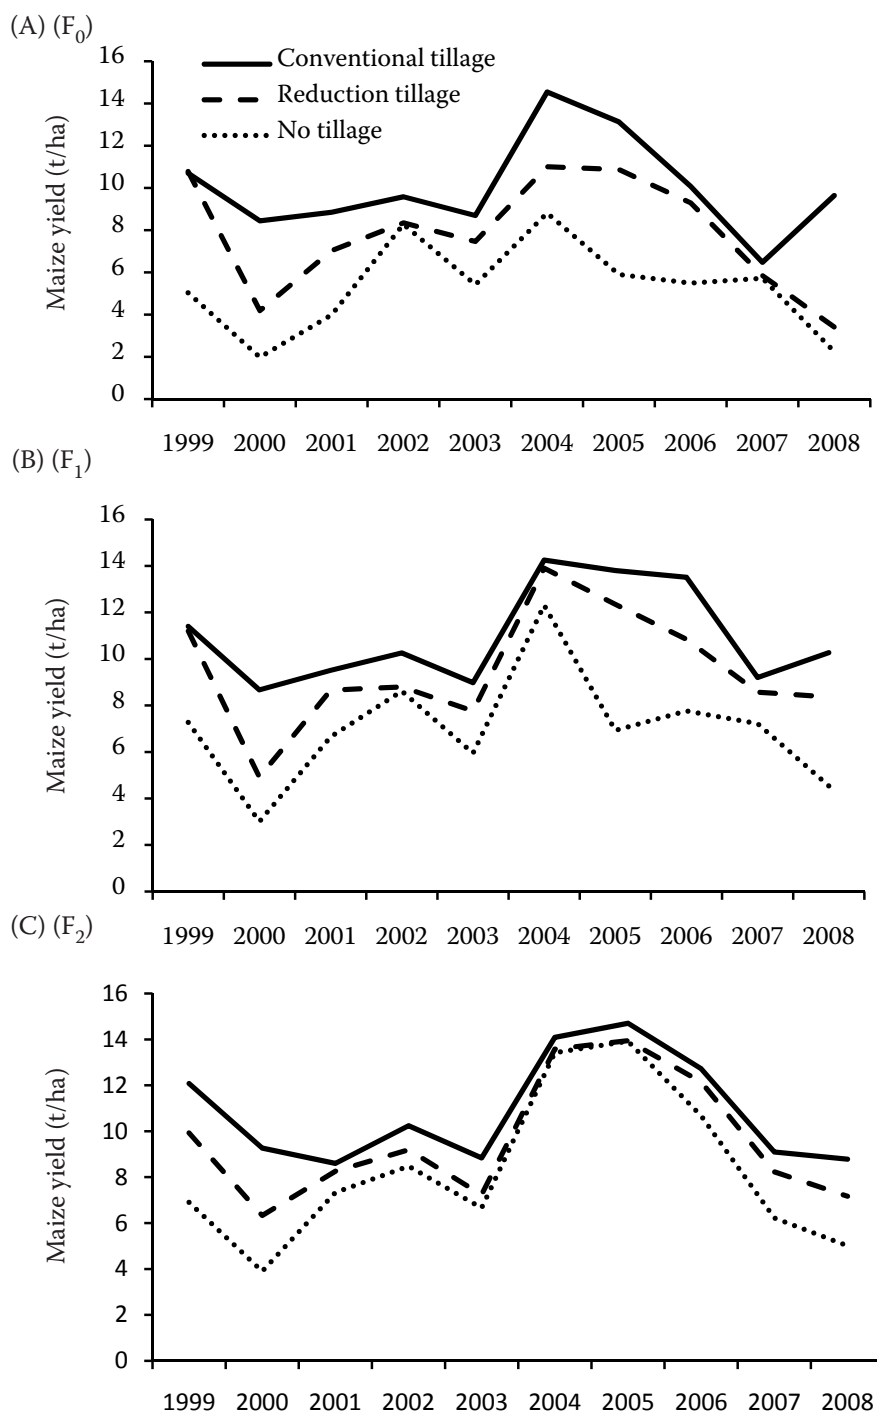 (A) (F0)
16
14
12
10
8
6
4
2
0
Maize yield (t/ha)
Conventional tillage
Reduction tillage
No tillage
1999 2000 2001 2002 2003 2004 2005 2006 2007 2008
(B) (F1)
16
14
12
10
8
6
4
2
0
Maize yield (t/ha)
1999 2000 2001 2002 2003 2004 2005 2006 2007 2008
(C) (F2)
16
14
12
10
8
6
4
2
0
Maize yield (t/ha)
1999 2000 2001 2002 2003 2004 2005 2006 2007 2008